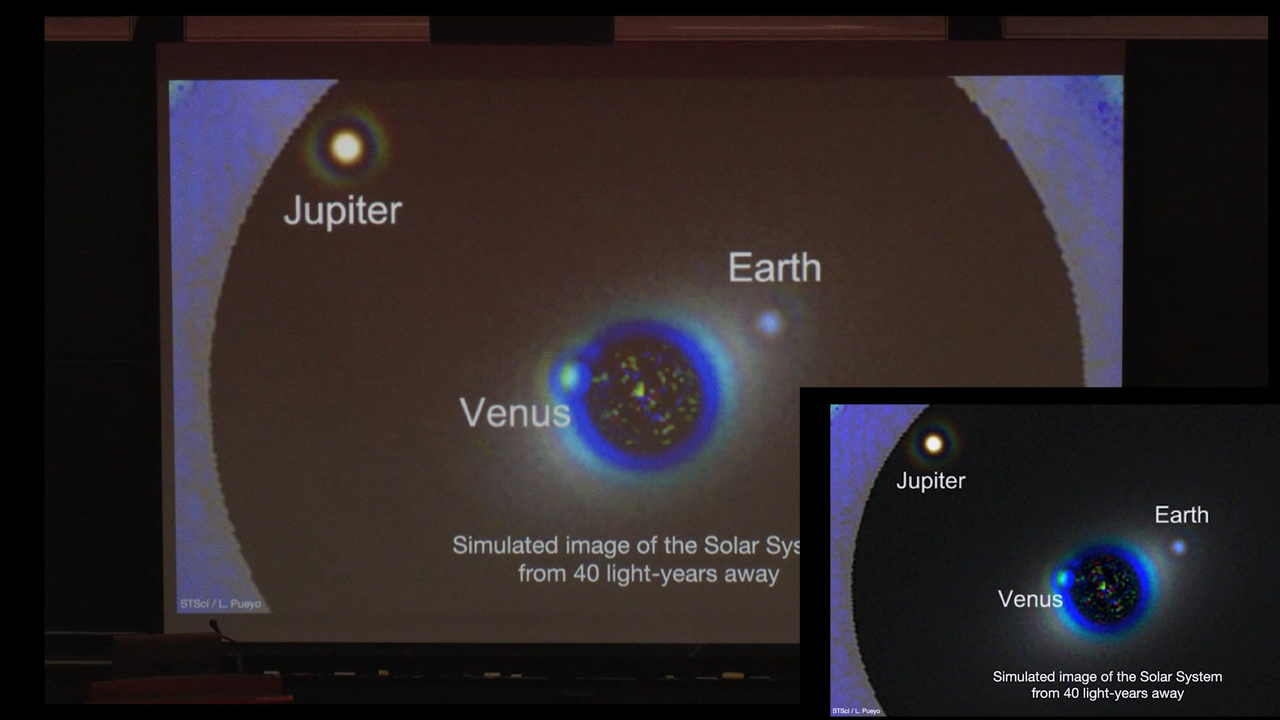 Jupiter
Earth
Venus
Simulated image of the Solar Sys
from 40 light-years away
STScI / L. Pueyo
Jupiter
Earth
Venus
Simulated image of the Solar System
from 40 light-years away
STScI / L. Pueyo